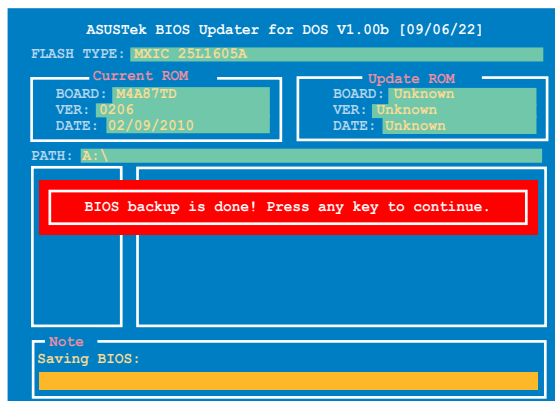 ASUSTek BIOS Updater for DOS V1.00b [09/06/22]
FLASH TYPE: MXIC 25L1605A
Current ROM
BOARD: M4A87TD
VER: 0206
DATE: 02/09/2010
Update ROM
BOARD: Unknown
VER: Unknown
DATE: Unknown
PATH: A:\
BIOS backup is done! Press any key to continue.
Note
Saving BIOS: